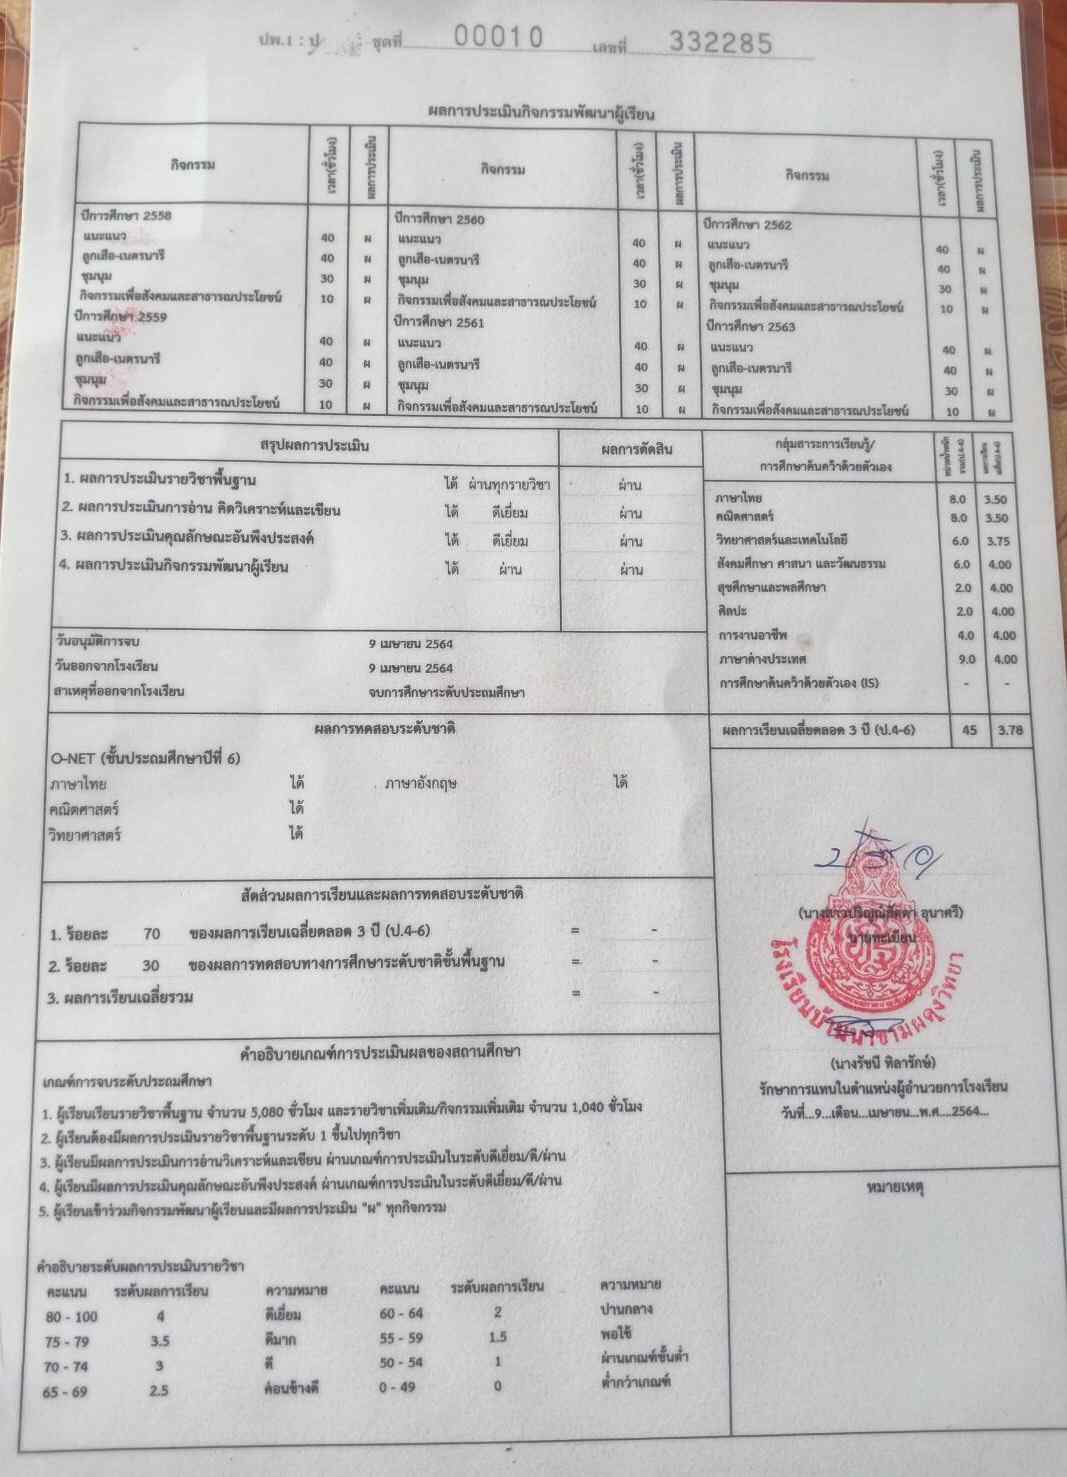 ปพ.1 : ป ชุดที่ 00010 เลขที่ 332285
ผลการประเมินกิจกรรมพัฒนาผู้เรียน
กิจกรรม เวลา(ชั่วโมง) ผลการประเมิน กิจกรรม เวลา(ชั่วโมง) ผลการประเมิน กิจกรรม เวลา(ชั่วโมง) ผลการประเมิน
ปีการศึกษา 2558 ปีการศึกษา 2560 ปีการศึกษา 2562
แนะแนว 40 ผ แนะแนว 40 ผ แนะแนว 40 ผ
ลูกเสือ-เนตรนารี 40 ผ ลูกเสือ-เนตรนารี 40 ผ ลูกเสือ-เนตรนารี 40 ผ
ชุมนุม 30 ผ ชุมนุม 30 ผ ชุมนุม 30 ผ
กิจกรรมเพื่อสังคมและสาธารณประโยชน์ 10 ผ กิจกรรมเพื่อสังคมและสาธารณประโยชน์ 10 ผ กิจกรรมเพื่อสังคมและสาธารณประโยชน์ 10 ผ
ปีการศึกษา 2559 ปีการศึกษา 2561 ปีการศึกษา 2563
แนะแนว 40 ผ แนะแนว 40 ผ แนะแนว 40 ผ
ลูกเสือ-เนตรนารี 40 ผ ลูกเสือ-เนตรนารี 40 ผ ลูกเสือ-เนตรนารี 40 ผ
ชุมนุม 30 ผ ชุมนุม 30 ผ ชุมนุม 30 ผ
กิจกรรมเพื่อสังคมและสาธารณประโยชน์ 10 ผ กิจกรรมเพื่อสังคมและสาธารณประโยชน์ 10 ผ กิจกรรมเพื่อสังคมและสาธารณประโยชน์ 10 ผ
สรุปผลการประเมิน ผลการตัดสิน
1. ผลการประเมินรายวิชาพื้นฐาน ได้ ผ่านทุกรายวิชา ผ่าน
2. ผลการประเมินการอ่าน คิดวิเคราะห์และเขียน ได้ ดีเยี่ยม ผ่าน
3. ผลการประเมินคุณลักษณะอันพึงประสงค์ ได้ ดีเยี่ยม ผ่าน
4. ผลการประเมินกิจกรรมพัฒนาผู้เรียน ได้ ผ่าน ผ่าน
วันอนุมัติการจบ 9 เมษายน 2564
วันออกจากโรงเรียน 9 เมษายน 2564
สาเหตุที่ออกจากโรงเรียน จบการศึกษาระดับประถมศึกษา
กลุ่มสาระการเรียนรู้/
การศึกษาค้นคว้าด้วยตัวเอง
ภาษาไทย 8.0 3.50
คณิตศาสตร์ 8.0 3.50
วิทยาศาสตร์และเทคโนโลยี 6.0 3.75
สังคมศึกษา ศาสนา และวัฒนธรรม 6.0 4.00
สุขศึกษาและพลศึกษา 2.0 4.00
ศิลปะ 2.0 4.00
การงานอาชีพ 4.0 4.00
ภาษาต่างประเทศ 9.0 4.00
การศึกษาค้นคว้าด้วยตัวเอง (IS) - -
ผลการเรียนเฉลี่ยตลอด 3 ปี (ป.4-6) 45 3.78
ผลการทดสอบระดับชาติ
O-NET (ชั้นประถมศึกษาปีที่ 6)
ภาษาไทย ได้ ภาษาอังกฤษ ได้
คณิตศาสตร์ ได้
วิทยาศาสตร์ ได้
สัดส่วนผลการเรียนและผลการทดสอบระดับชาติ
1. ร้อยละ 70 ของผลการเรียนเฉลี่ยตลอด 3 ปี (ป.4-6) = -
2. ร้อยละ 30 ของผลการทดสอบทางการศึกษาระดับชาติขั้นพื้นฐาน = -
3. ผลการเรียนเฉลี่ยรวม = -
อุนาศรี)
นายทะเบียน
(นางรัชนี ทิลารักษ์)
รักษาการแทนในตำแหน่งผู้อำนวยการโรงเรียน
วันที่...9...เดือน...เมษายน...พ.ศ....2564...
คำอธิบายเกณฑ์การประเมินผลของสถานศึกษา
เกณฑ์การจบระดับประถมศึกษา
1. ผู้เรียนเรียนรายวิชาพื้นฐาน จำนวน 5,080 ชั่วโมง และรายวิชาเพิ่มเติม/กิจกรรมเพิ่มเติม จำนวน 1,040 ชั่วโมง
2. ผู้เรียนต้องมีผลการประเมินรายวิชาพื้นฐานระดับ 1 ขึ้นไปทุกวิชา
3. ผู้เรียนมีผลการประเมินการอ่านวิเคราะห์และเขียน ผ่านเกณฑ์การประเมินในระดับดีเยี่ยม/ดี/ผ่าน
4. ผู้เรียนมีผลการประเมินคุณลักษณะอันพึงประสงค์ ผ่านเกณฑ์การประเมินในระดับดีเยี่ยม/ดี/ผ่าน
5. ผู้เรียนเข้าร่วมกิจกรรมพัฒนาผู้เรียนและมีผลการประเมิน "ผ" ทุกกิจกรรม
หมายเหตุ
คำอธิบายระดับผลการประเมินรายวิชา
คะแนน ระดับผลการเรียน ความหมาย คะแนน ระดับผลการเรียน ความหมาย
80 - 100 4 ดีเยี่ยม 60 - 64 2 ปานกลาง
75 - 79 3.5 ดีมาก 55 - 59 1.5 พอใช้
70 - 74 3 ดี 50 - 54 1 ผ่านเกณฑ์ขั้นต่ำ
65 - 69 2.5 ค่อนข้างดี 0 - 49 0 ต่ำกว่าเกณฑ์